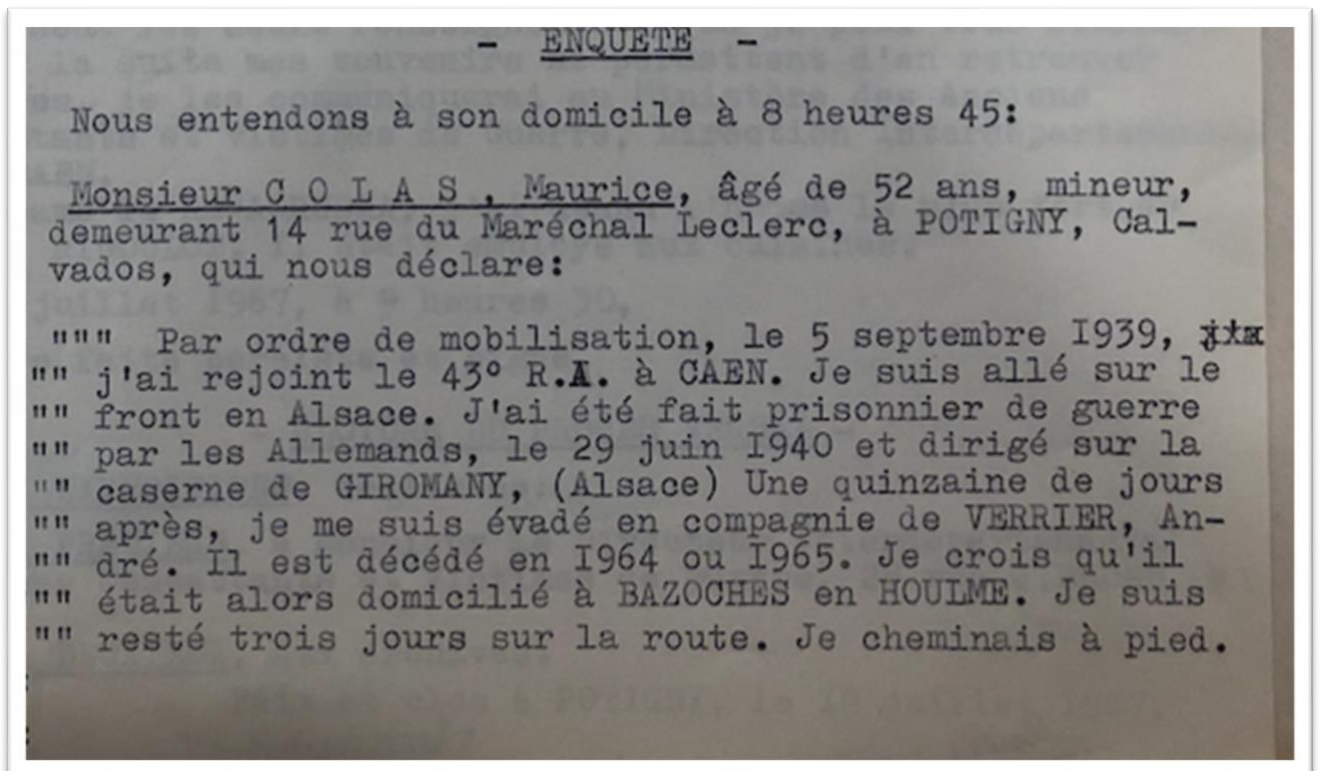 - ENQUETE -
Nous entendons à son domicile à 8 heures 45:
Monsieur C O L A S , Maurice, âgé de 52 ans, mineur,
demeurant 14 rue du Maréchal Leclerc, à POTIGNY, Cal-
vados, qui nous déclare:
""" Par ordre de mobilisation, le 5 septembre I939,
"" j'ai rejoint le 43° R.A. à CAEN. Je suis allé sur le
"" front en Alsace. J'ai été fait prisonnier de guerre
"" par les Allemands, le 29 juin I940 et dirigé sur la
"" caserne de GIROMANY, (Alsace) Une quinzaine de jours
"" après, je me suis évadé en compagnie de VERRIER, An-
"" dré. Il est décédé en I964 ou I965. Je crois qu'il
"" était alors domicilié à BAZOCHES en HOULME. Je suis
"" resté trois jours sur la route. Je cheminais à pied.